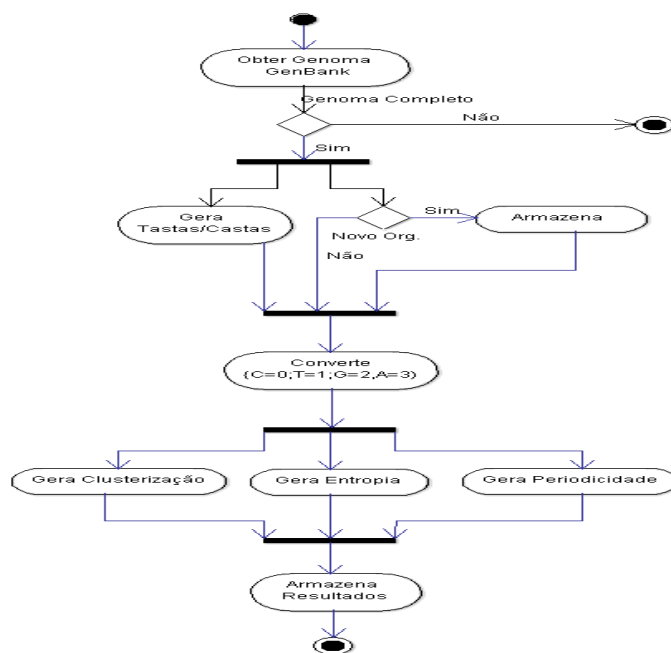 Obter Genoma
GenBank
Genoma Completo
Não
Sim
Gera
Tastas/Castas
Sim
Armazena
Novo Org.
Não
Converte
(C=0;T=1;G=2,A=3)
Gera Clusterização
Gera Entropia
Gera Periodicidade
Armazena
Resultados